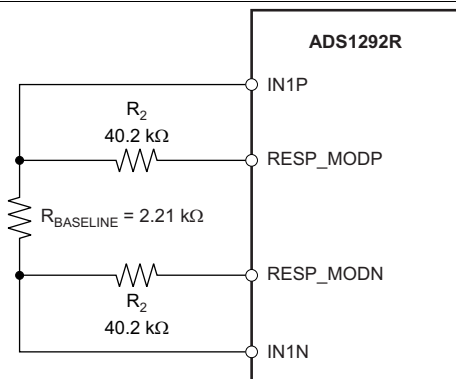 ADS1292R
IN1P
R2
40.2 kΩ
RESP_MODP
RBASELINE = 2.21 kΩ
RESP_MODN
R2
40.2 kΩ
IN1N